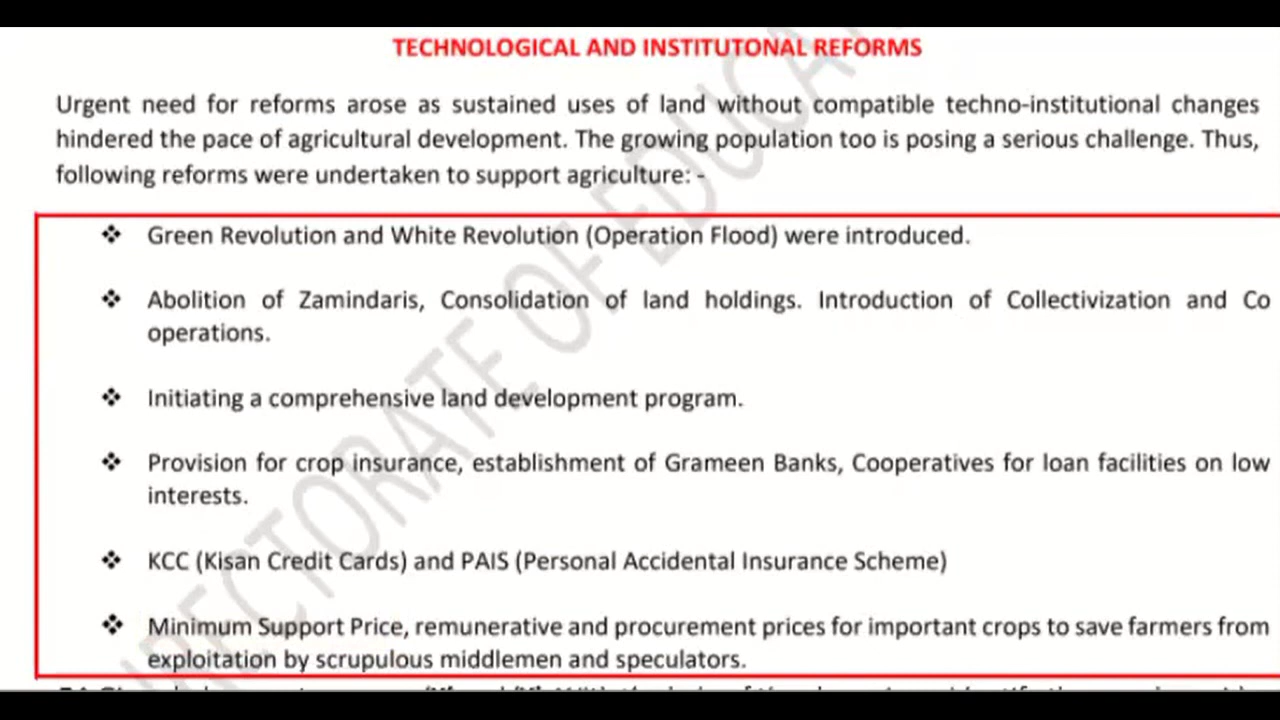 TECHNOLOGICAL AND INSTITUTONAL REFORMS
Urgent need for reforms arose as sustained uses of land without compatible techno-institutional changes
hindered the pace of agricultural development. The growing population too is posing a serious challenge. Thus,
following reforms were undertaken to support agriculture: -
❖ Green Revolution and White Revolution (Operation Flood) were introduced.
❖ Abolition of Zamindaris, Consolidation of land holdings. Introduction of Collectivization and Co
operations.
❖ Initiating a comprehensive land development program.
❖ Provision for crop insurance, establishment of Grameen Banks, Cooperatives for loan facilities on low
interests.
❖ KCC (Kisan Credit Cards) and PAIS (Personal Accidental Insurance Scheme)
❖ Minimum Support Price, remunerative and procurement prices for important crops to save farmers from
exploitation by scrupulous middlemen and speculators.